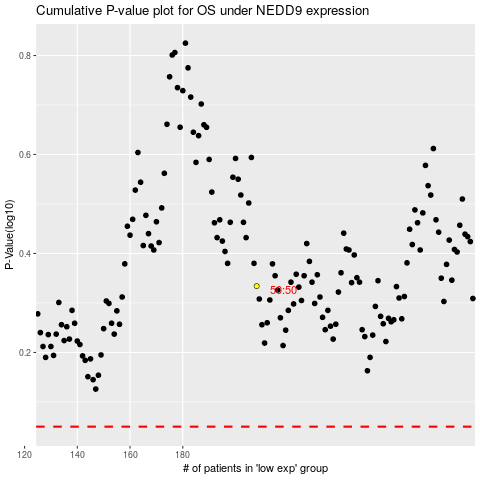 Cumulative P-value plot for OS under NEDD9 expression
P-Value(log10)
0.8
0.6
0.4
0.2
50:50
120 140 160 180
# of patients in 'low exp' group